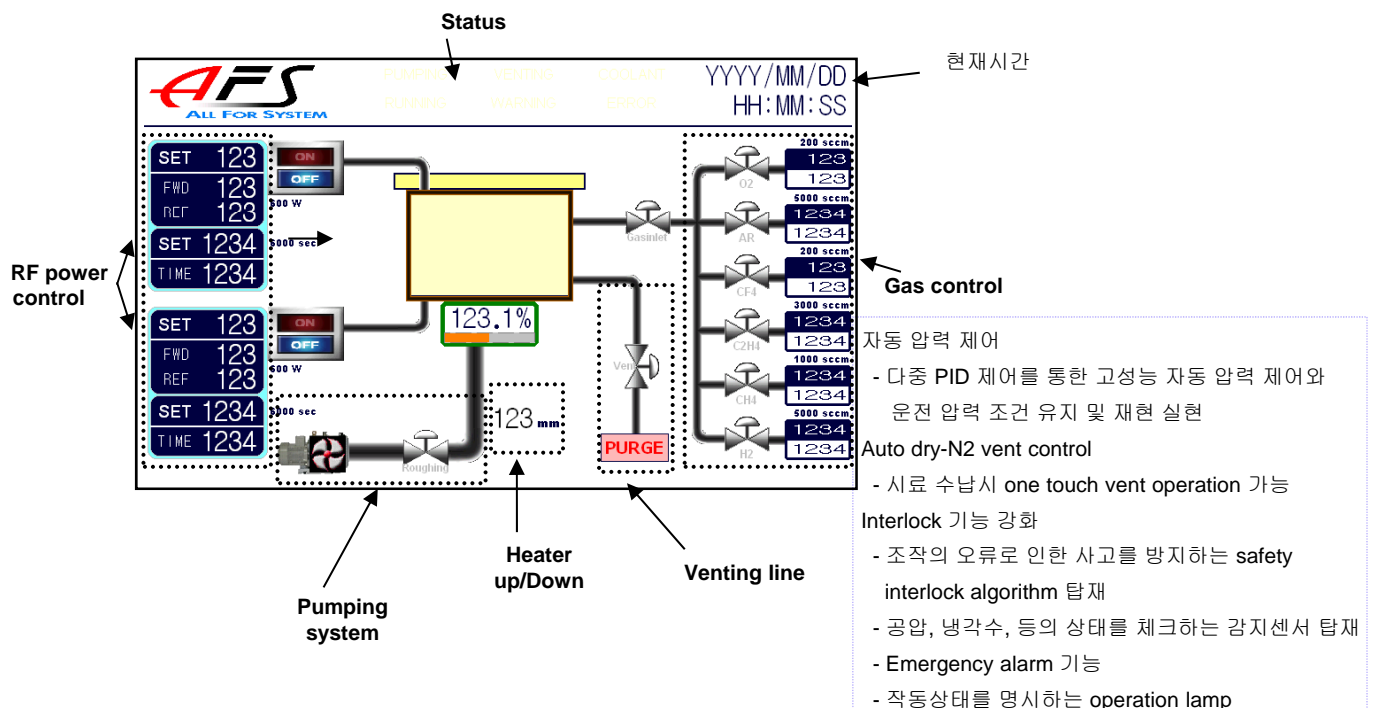 Status
현재시간
AFS
ALL FOR SYSTEM
PUMPING VENTING COOLANT
RUNNING WARNING ERROR
YYYY/MM/DD
HH:MM:SS
SET 123
FWD 123
REF 123
SET 1234
TIME 1234
ON
OFF
600 W
6000 sec
RF power
control
SET 123
FWD 123
REF 123
SET 1234
TIME 1234
ON
OFF
600 W
6000 sec
123.1%
Roughing
123 mm
Gasinlet
Vent
PURGE
200 sccm
O2
123
123
5000 sccm
AR
1234
1234
200 sccm
CF4
123
123
3000 sccm
C2H4
1234
1234
1000 sccm
CH4
1234
1234
5000 sccm
H2
1234
1234
Gas control
Pumping
system
Heater
up/Down
Venting line
자동 압력 제어
- 다중 PID 제어를 통한 고성능 자동 압력 제어와
운전 압력 조건 유지 및 재현 실현
Auto dry-N2 vent control
- 시료 수납시 one touch vent operation 가능
Interlock 기능 강화
- 조작의 오류로 인한 사고를 방지하는 safety
interlock algorithm 탑재
- 공압, 냉각수, 등의 상태를 체크하는 감지센서 탑재
- Emergency alarm 기능
- 작동상태를 명시하는 operation lamp